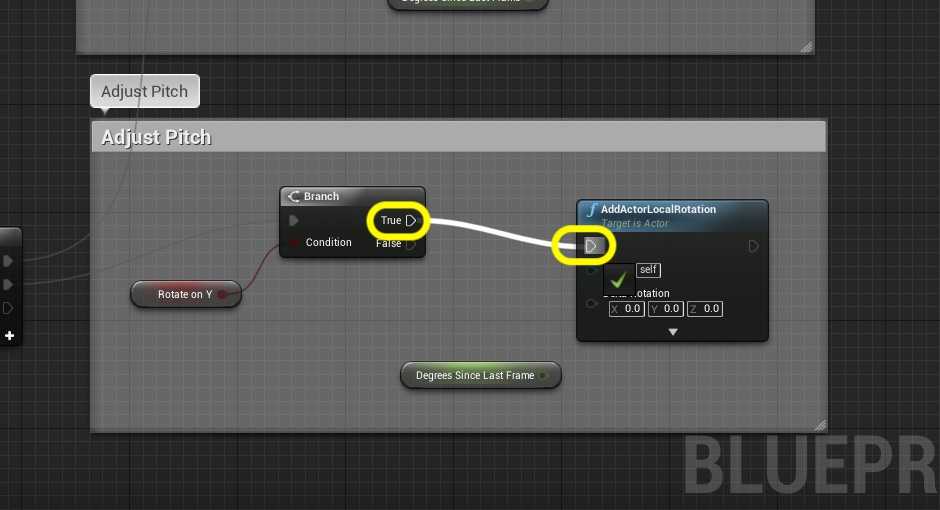 Degrees Since Last Frame
Adjust Pitch
Adjust Pitch
Branch
True
Condition
False
Rotate on Y
AddActorLocalRotation
Target is Actor
self
Rotation
X 0.0 Y 0.0 Z 0.0
Degrees Since Last Frame
BLUEPR